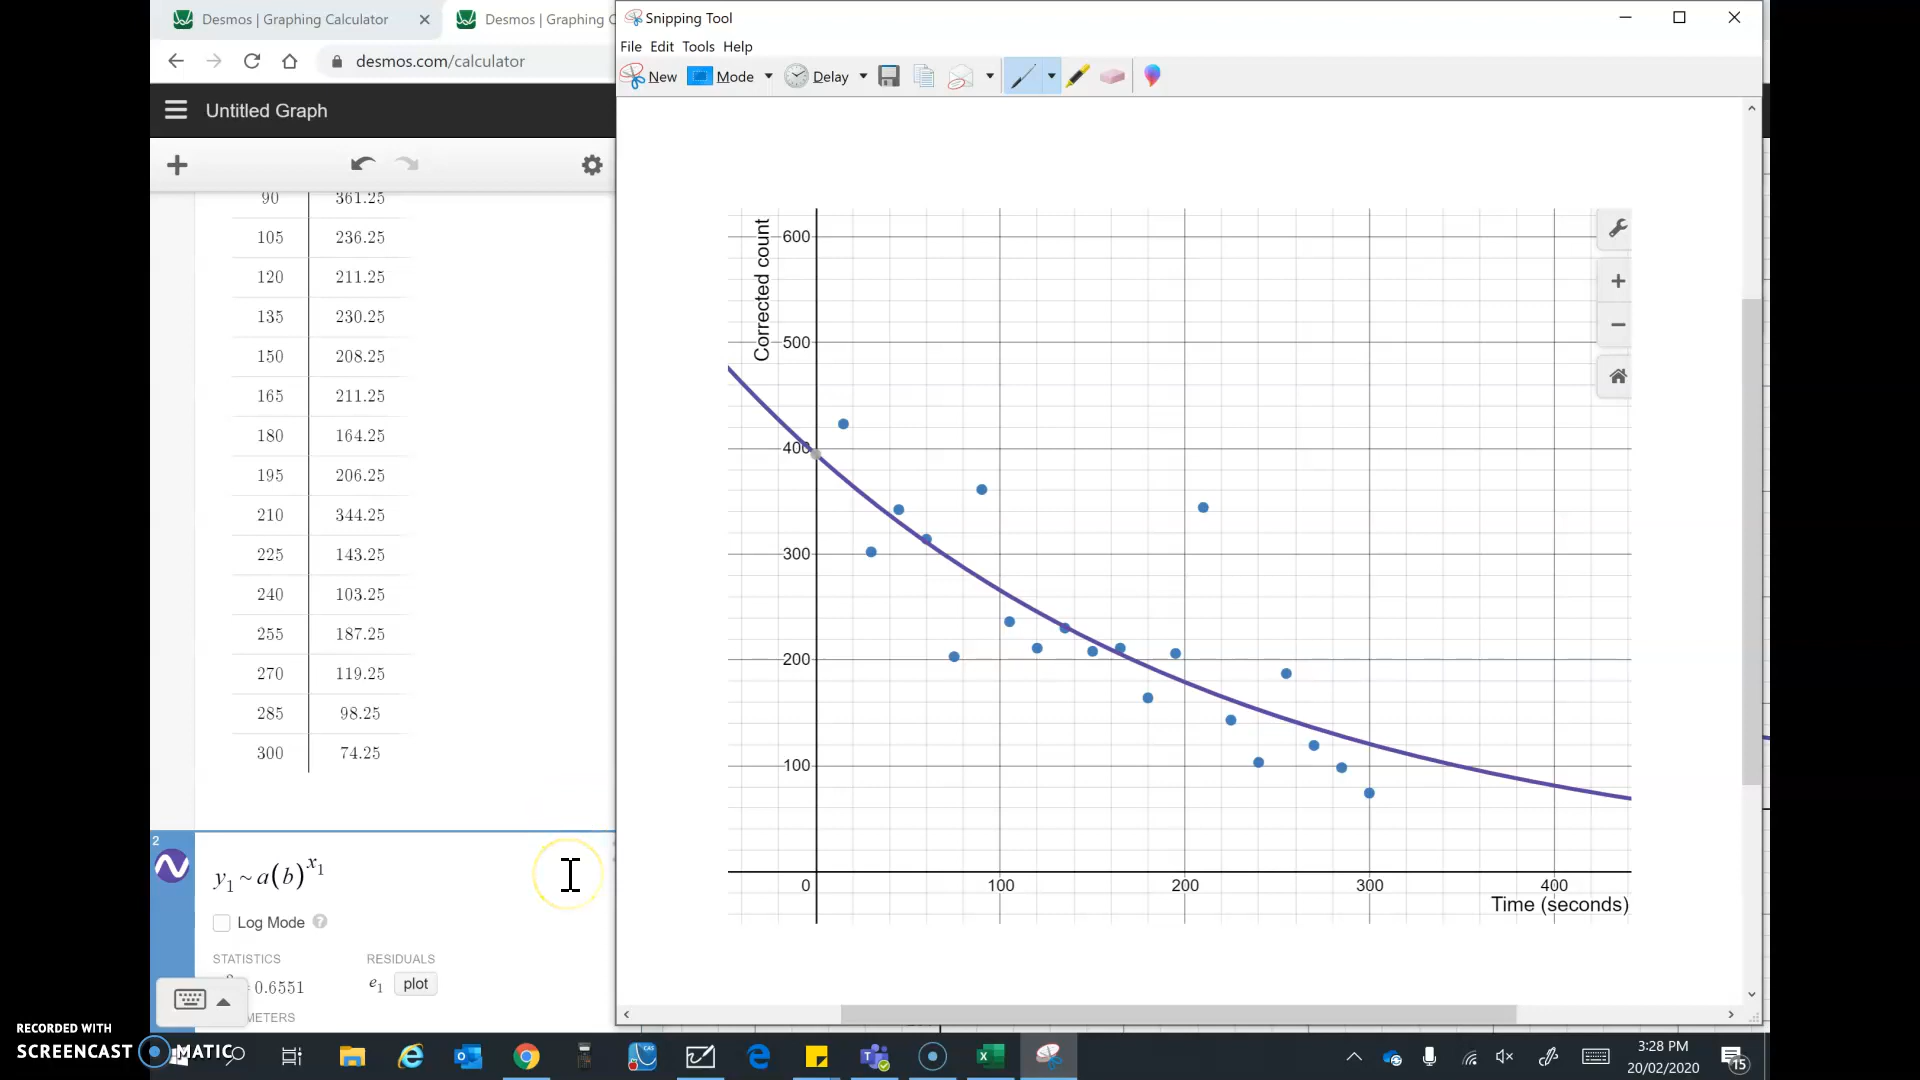 Desmos | Graphing Calculator
Desmos | Graphing C
desmos.com/calculator
Untitled Graph
90 361.25
105 236.25
120 211.25
135 230.25
150 208.25
165 211.25
180 164.25
195 206.25
210 344.25
225 143.25
240 103.25
255 187.25
270 119.25
285 98.25
300 74.25
2
y₁ ~ a(b)^x₁
Log Mode ?
STATISTICS RESIDUALS
= 0.6551 e₁ plot
METERS
Snipping Tool
File Edit Tools Help
New Mode Delay
Corrected count
600
500
400
300
200
100
0 100 200 300 400
Time (seconds)
RECORDED WITH
SCREENCAST MATIC
3:28 PM
20/02/2020
15